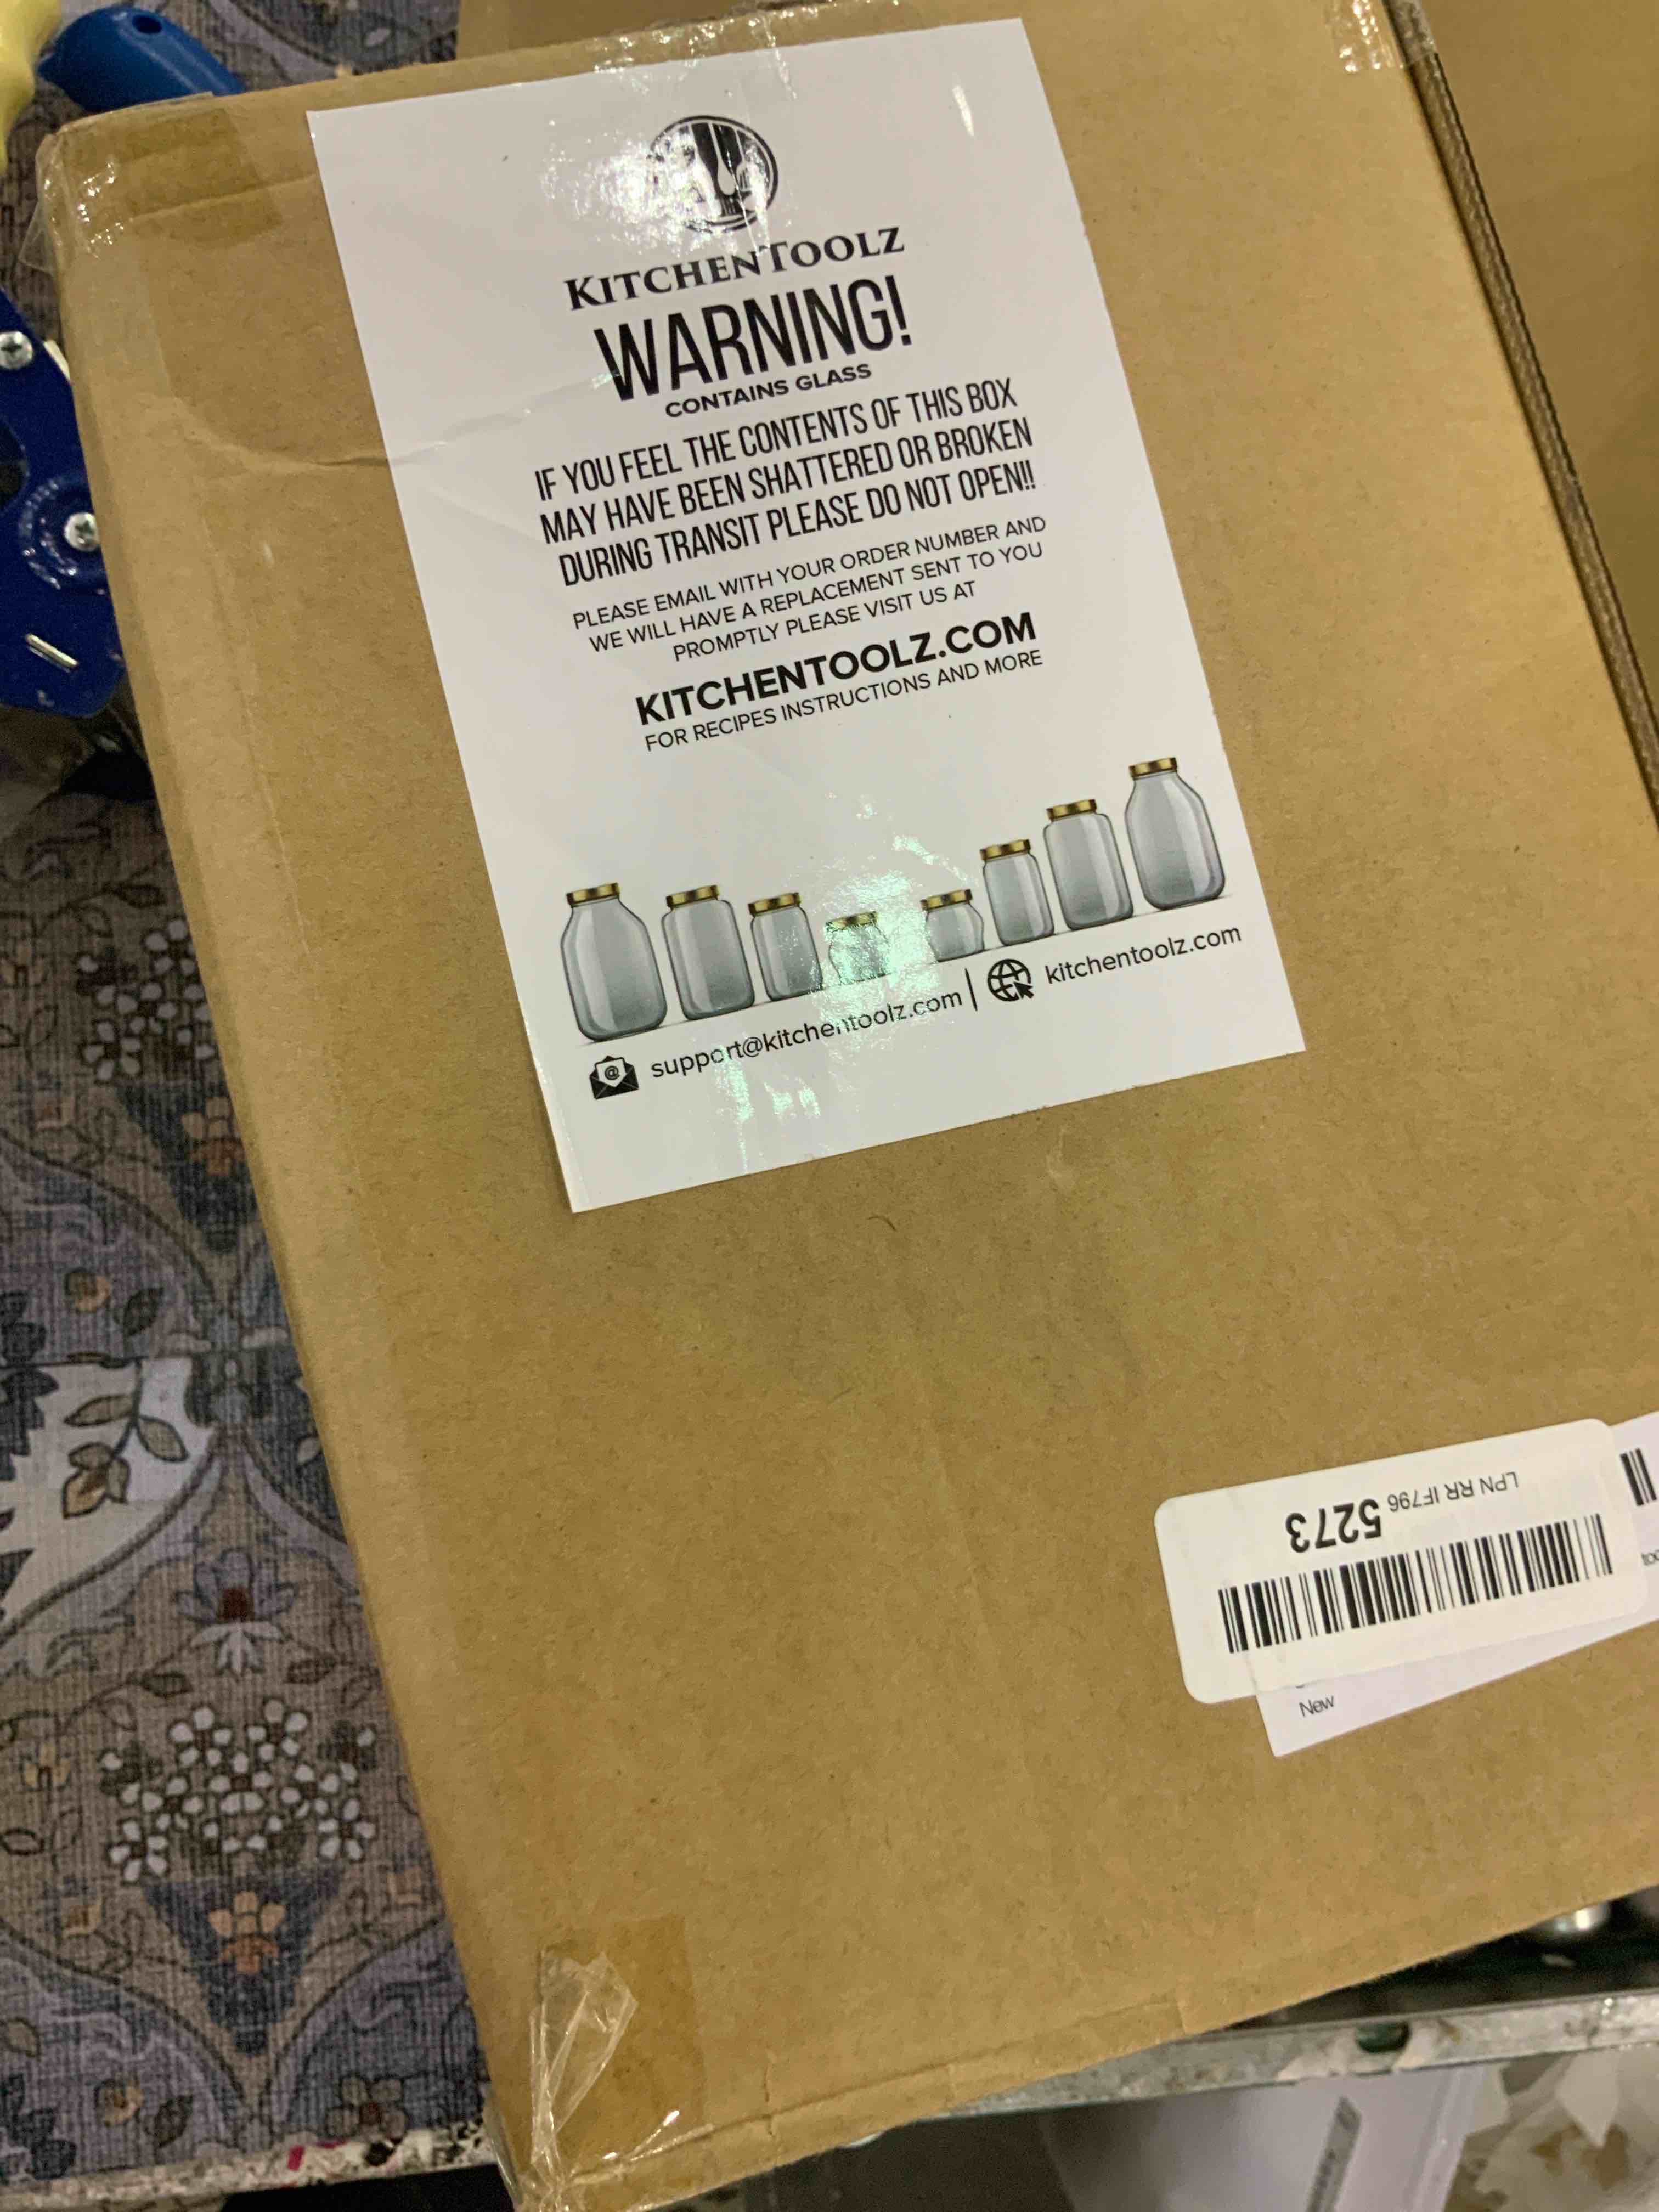 KITCHENTOOLZ
WARNING!
CONTAINS GLASS
IF YOU FEEL THE CONTENTS OF THIS BOX
MAY HAVE BEEN SHATTERED OR BROKEN
DURING TRANSIT PLEASE DO NOT OPEN!!
PLEASE EMAIL WITH YOUR ORDER NUMBER AND
WE WILL HAVE A REPLACEMENT SENT TO YOU
PROMPTLY PLEASE VISIT US AT
KITCHENTOOLZ.COM
FOR RECIPES INSTRUCTIONS AND MORE
support@kitchentoolz.com | kitchentoolz.com
LPN RR IF796 5273
New